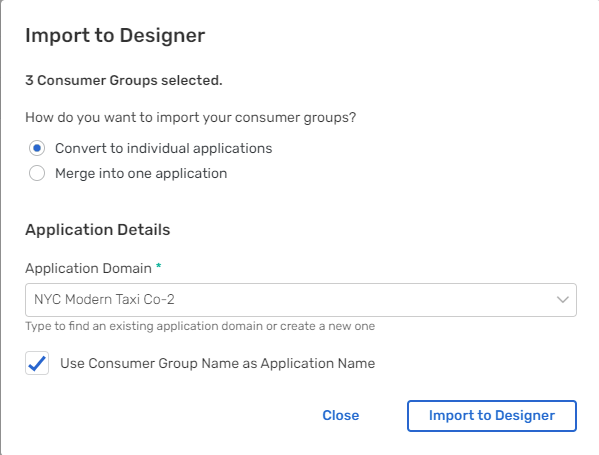 Import to Designer
3 Consumer Groups selected.
How do you want to import your consumer groups?
Convert to individual applications
Merge into one application
Application Details
Application Domain *
NYC Modern Taxi Co-2
Type to find an existing application domain or create a new one
Use Consumer Group Name as Application Name
Close
Import to Designer